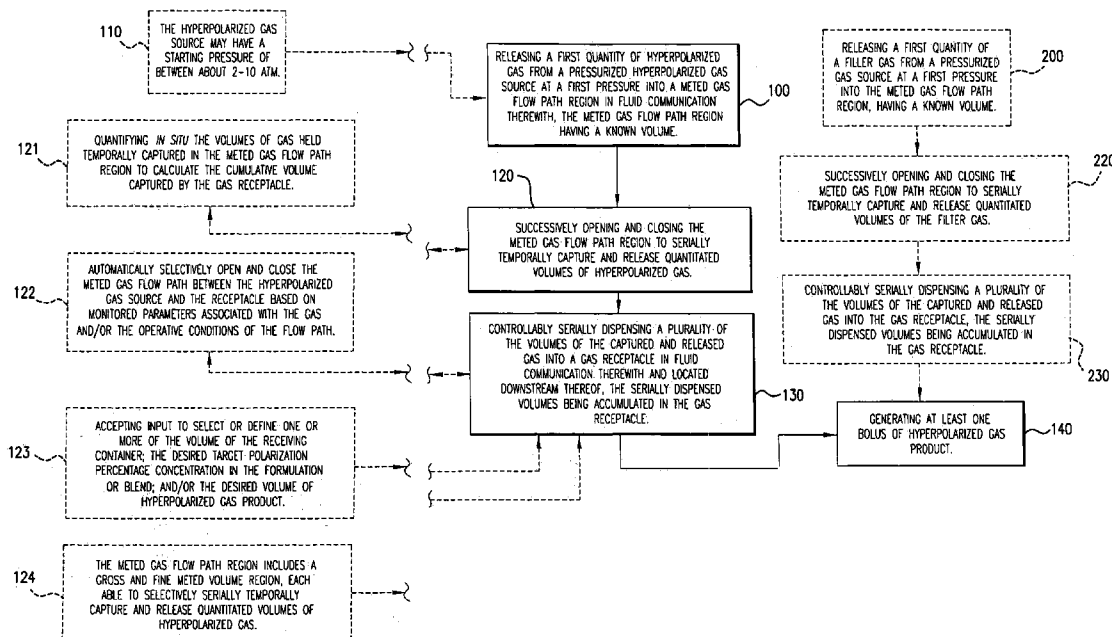 110
THE HYPERPOLARIZED GAS
SOURCE MAY HAVE A
STARTING PRESSURE OF
BETWEEN ABOUT 2-10 ATM.
RELEASING A FIRST QUANTITY OF HYPERPOLARIZED
GAS FROM A PRESSURIZED HYPERPOLARIZED GAS
SOURCE AT A FIRST PRESSURE INTO A METED GAS
FLOW PATH REGION IN FLUID COMMUNICATION
THEREWITH, THE METED GAS FLOW PATH REGION
HAVING A KNOWN VOLUME.
100
RELEASING A FIRST QUANTITY OF
A FILLER GAS FROM A PRESSURIZED
GAS SOURCE AT A FIRST PRESSURE
INTO THE METED GAS FLOW PATH
REGION, HAVING A KNOWN VOLUME.
200
121
QUANTIFYING IN SITU THE VOLUMES OF GAS HELD
TEMPORALLY CAPTURED IN THE METED GAS FLOW PATH
REGION TO CALCULATE THE CUMULATIVE VOLUME
CAPTURED BY THE GAS RECEPTACLE.
120
SUCCESSIVELY OPENING AND CLOSING THE
METED GAS FLOW PATH REGION TO SERIALLY
TEMPORALLY CAPTURE AND RELEASE QUANTITATED
VOLUMES OF HYPERPOLARIZED GAS.
220
SUCCESSIVELY OPENING AND CLOSING THE
METED GAS FLOW PATH REGION TO SERIALLY
TEMPORALLY CAPTURE AND RELEASE QUANTITATED
VOLUMES OF THE FILTER GAS.
122
AUTOMATICALLY SELECTIVELY OPEN AND CLOSE THE
METED GAS FLOW PATH BETWEEN THE HYPERPOLARIZED
GAS SOURCE AND THE RECEPTACLE BASED ON
MONITORED PARAMETERS ASSOCIATED WITH THE GAS
AND/OR THE OPERATIVE CONDITIONS OF THE FLOW PATH.
CONTROLLABLY SERIALLY DISPENSING A PLURALITY OF
THE VOLUMES OF THE CAPTURED AND RELEASED
GAS INTO A GAS RECEPTACLE IN FLUID
COMMUNICATION THEREWITH AND LOCATED
DOWNSTREAM THEREOF, THE SERIALLY DISPENSED
VOLUMES BEING ACCUMULATED IN THE GAS
RECEPTACLE.
130
CONTROLLABLY SERIALLY DISPENSING A PLURALITY OF
THE VOLUMES OF THE CAPTURED AND RELEASED
GAS INTO THE GAS RECEPTACLE, THE SERIALLY
DISPENSED VOLUMES BEING ACCUMULATED IN
THE GAS RECEPTACLE.
230
123
ACCEPTING INPUT TO SELECT OR DEFINE ONE OR
MORE OF THE VOLUME OF THE RECEIVING
CONTAINER; THE DESIRED TARGET POLARIZATION
PERCENTAGE CONCENTRATION IN THE FORMULATION
OR BLEND; AND/OR THE DESIRED VOLUME OF
HYPERPOLARIZED GAS PRODUCT.
GENERATING AT LEAST ONE
BOLUS OF HYPERPOLARIZED GAS
PRODUCT.
140
124
THE METED GAS FLOW PATH REGION INCLUDES A
GROSS AND FINE METED VOLUME REGION, EACH
ABLE TO SELECTIVELY SERIALLY TEMPORALLY
CAPTURE AND RELEASE QUANTITATED VOLUMES OF
HYPERPOLARIZED GAS.